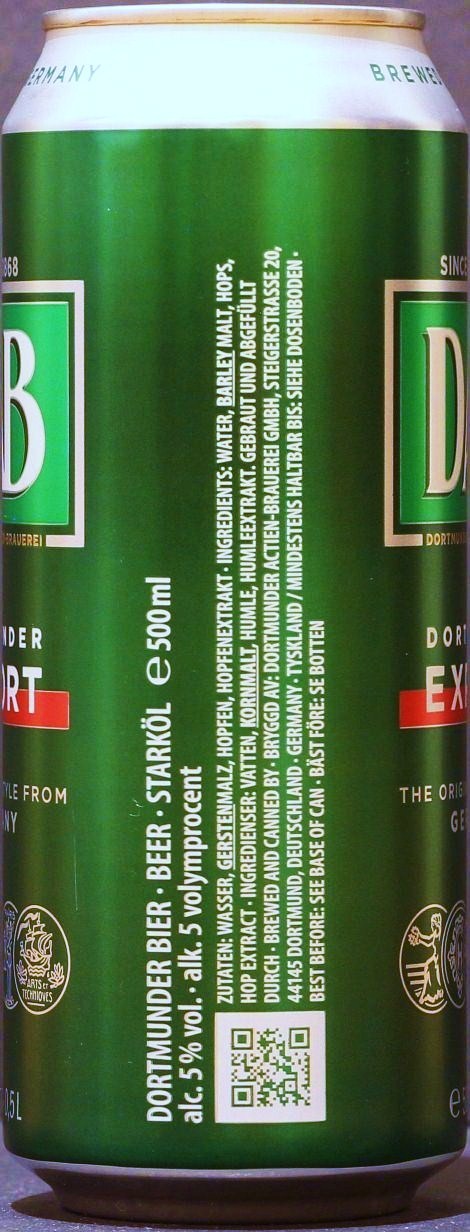 ERMANY
BREWE
868
SINCE
B
D
-BRAUEREI
DORTMUN
NDER
ORT
DORT
EX
TYLE FROM
NY
THE ORIG
GE
ARTS ET
TECHNIQUES
0,5L
DORTMUNDER BIER · BEER · STARKÖL ℮ 500 ml
alc. 5 % vol. · alk. 5 volymprocent
ZUTATEN: WASSER, GERSTENMALZ, HOPFEN, HOPFENEXTRAKT · INGREDIENTS: WATER, BARLEY MALT, HOPS,
HOP EXTRACT · INGREDIENSER: VATTEN, KORNMALT, HUMLE, HUMLEEXTRAKT. GEBRAUT UND ABGEFÜLLT
DURCH · BREWED AND CANNED BY · BRYGGD AV: DORTMUNDER ACTIEN-BRAUEREI GMBH, STEIGERSTRASSE 20,
44145 DORTMUND, DEUTSCHLAND · GERMANY · TYSKLAND / MINDESTENS HALTBAR BIS: SIEHE DOSENBODEN ·
BEST BEFORE: SEE BASE OF CAN · BÄST FÖRE: SE BOTTEN